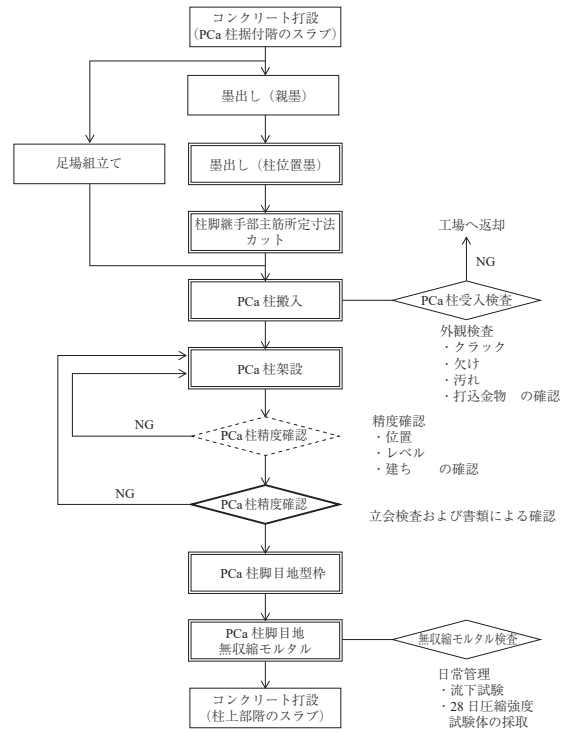 コンクリート打設
（PCa 柱据付階のスラブ）
墨出し（親墨）
足場組立て
墨出し（柱位置墨）
柱脚継手部主筋所定寸法
カット
工場へ返却
NG
PCa 柱搬入
PCa 柱受入検査
外観検査
・クラック
・欠け
・汚れ
・打込金物　の確認
PCa 柱架設
NG
PCa 柱精度確認
精度確認
・位置
・レベル
・建ち　　の確認
NG
PCa 柱精度確認
立会検査および書類による確認
PCa 柱脚目地型枠
PCa 柱脚目地
無収縮モルタル
無収縮モルタル検査
日常管理
・流下試験
・28 日圧縮強度
試験体の採取
コンクリート打設
（柱上部階のスラブ）